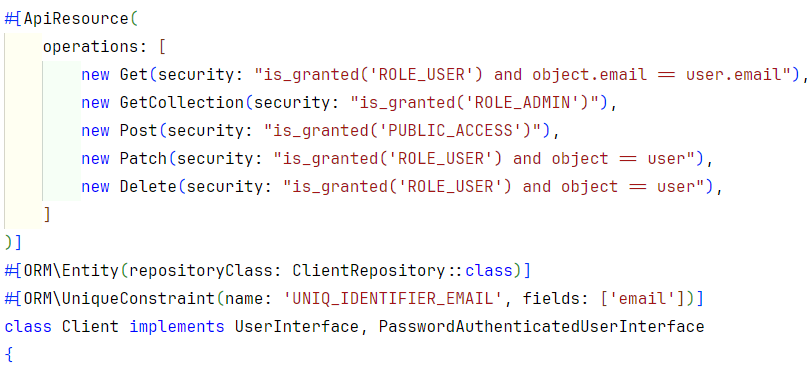 #[ApiResource(
    operations: [
        new Get(security: "is_granted('ROLE_USER') and object.email == user.email"),
        new GetCollection(security: "is_granted('ROLE_ADMIN')"),
        new Post(security: "is_granted('PUBLIC_ACCESS')"),
        new Patch(security: "is_granted('ROLE_USER') and object == user"),
        new Delete(security: "is_granted('ROLE_USER') and object == user"),
    ]
)]
#[ORM\Entity(repositoryClass: ClientRepository::class)]
#[ORM\UniqueConstraint(name: 'UNIQ_IDENTIFIER_EMAIL', fields: ['email'])]
class Client implements UserInterface, PasswordAuthenticatedUserInterface
{